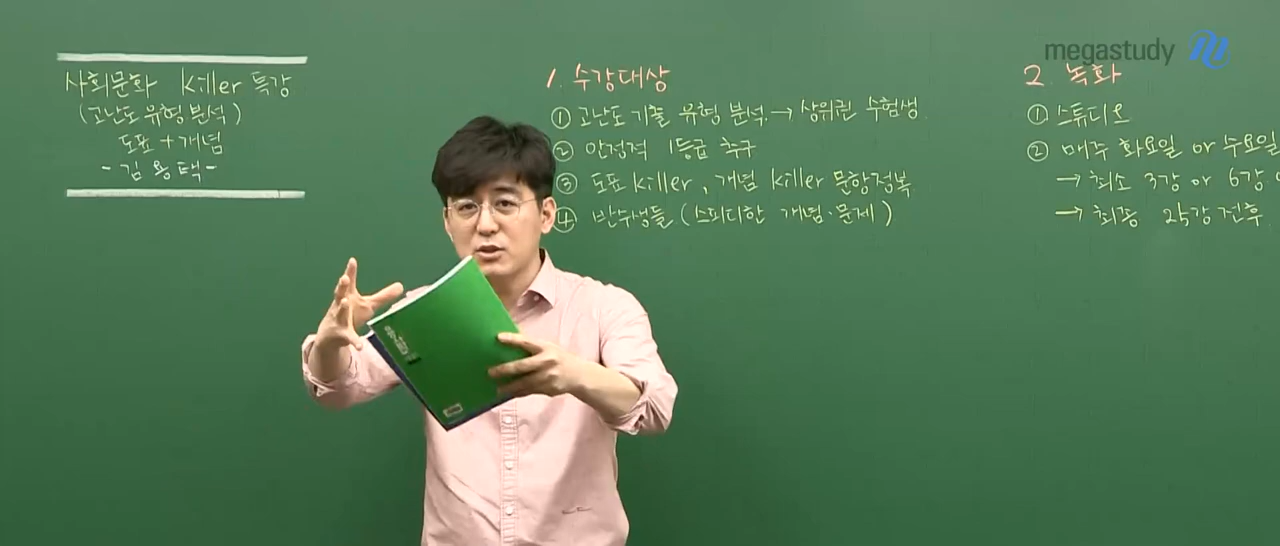 megastudy
사회문화 Killer 특강
(고난도 유형분석)
도표 + 개념
- 김용택 -
1. 수강대상
① 고난도 기출 유형 분석 → 상위권 수험생
② 안정적 1등급 추구
③ 도표 Killer, 개념 Killer 문항정복
④ 반수생들 (스피디한 개념·문제)
2. 녹화
① 스튜디오
② 매주 화요일 or 수요일
→ 최소 3강 or 6강
→ 최종 25강 전후